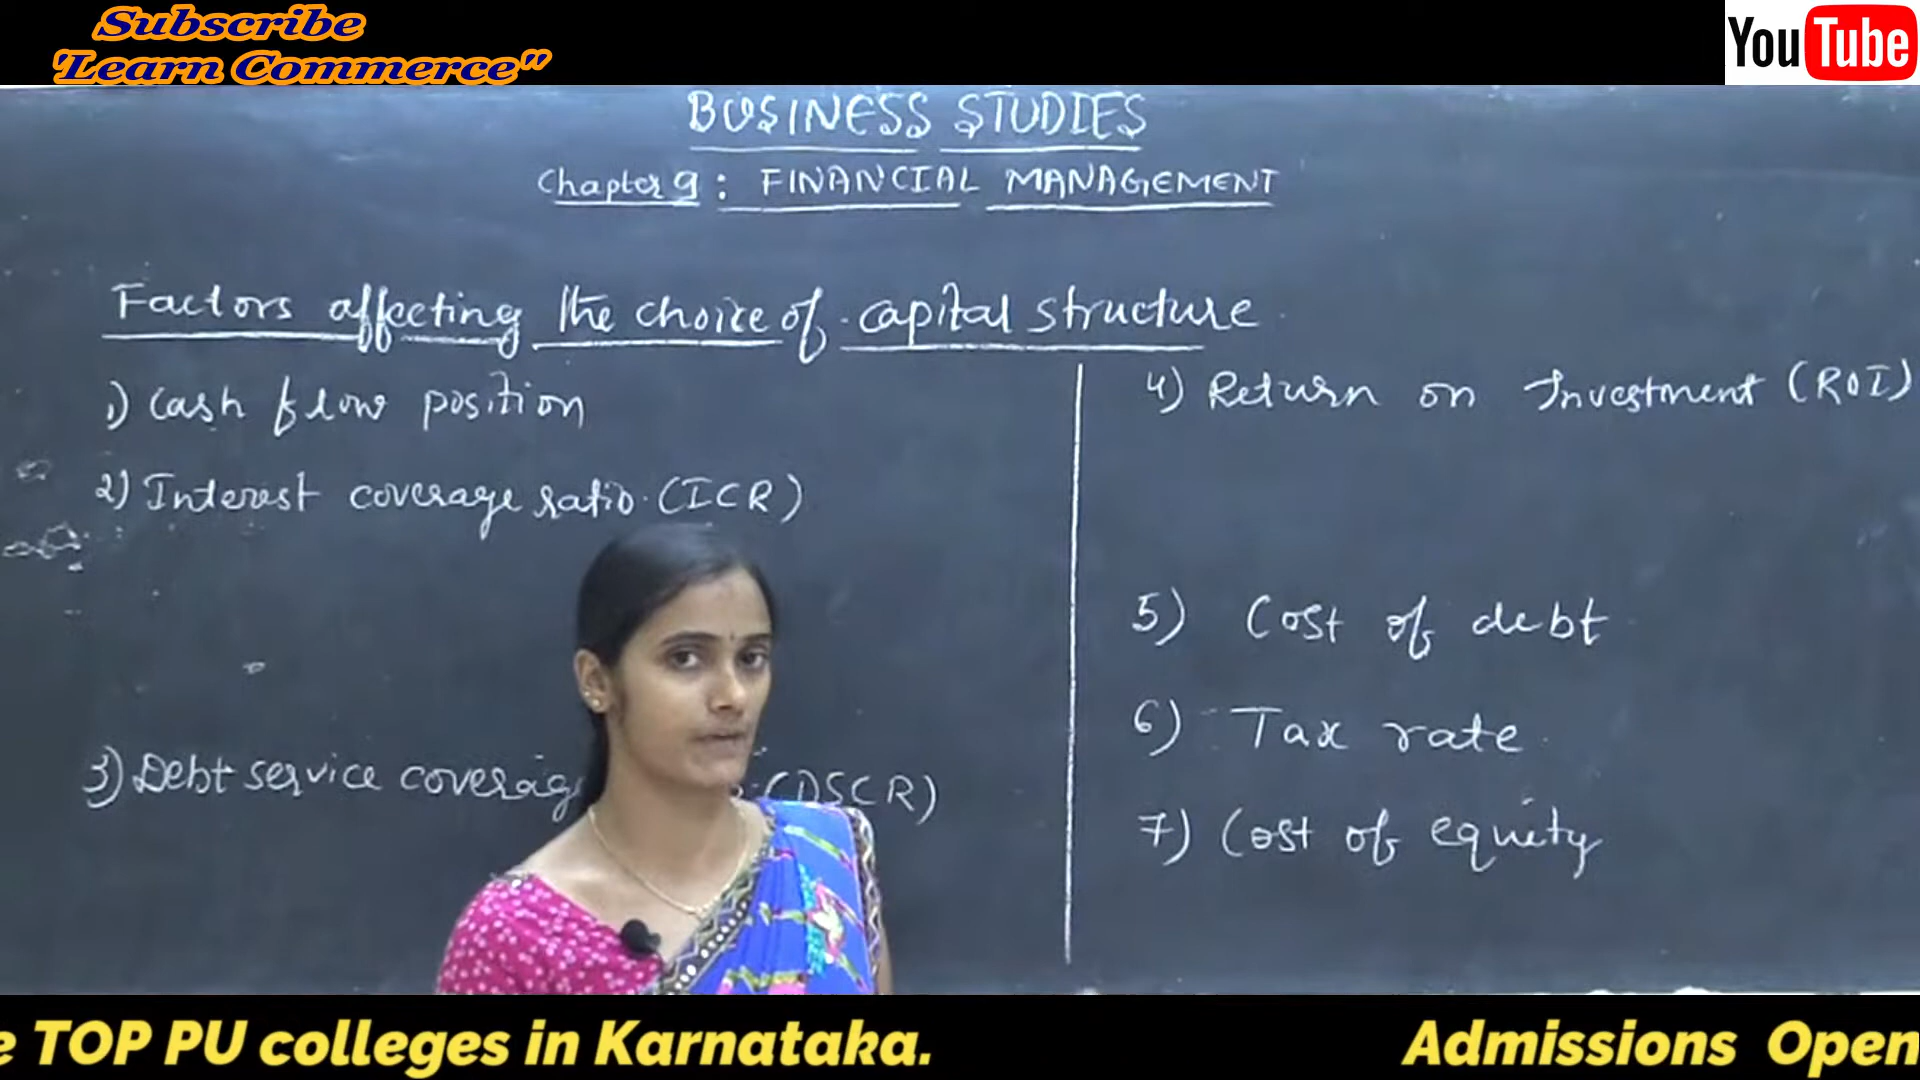 Subscribe
"Learn Commerce"
YouTube
BUSINESS STUDIES
Chapter 9 : FINANCIAL MANAGEMENT
Factors affecting the choice of capital structure
1) Cash flow position
2) Interest coverage ratio (ICR)
3) Debt service (DSCR)
4) Return on Investment (ROI)
5) Cost of debt
6) Tax rate
7) Cost of equity
TOP PU colleges in Karnataka.
Admissions Open